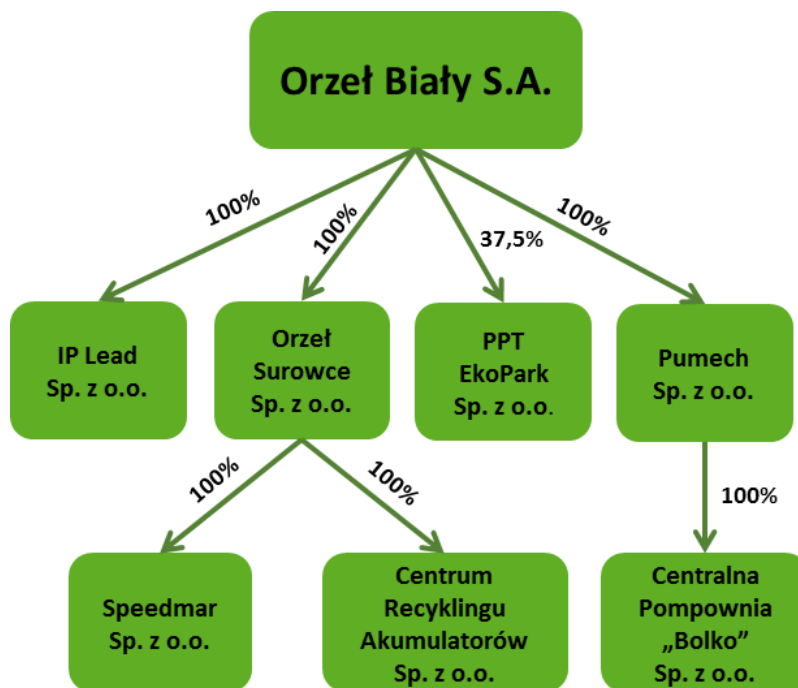 Orzeł Biały S.A.
100%
100%
37,5%
100%
IP Lead
Sp. z o.o.
Orzeł
Surowce
Sp. z o.o.
PPT
EkoPark
Sp. z o.o.
Pumech
Sp. z o.o.
100%
100%
100%
Speedmar
Sp. z o.o.
Centrum
Recyklingu
Akumulatorów
Sp. z o.o.
Centralna
Pompownia
„Bolko”
Sp. z o.o.